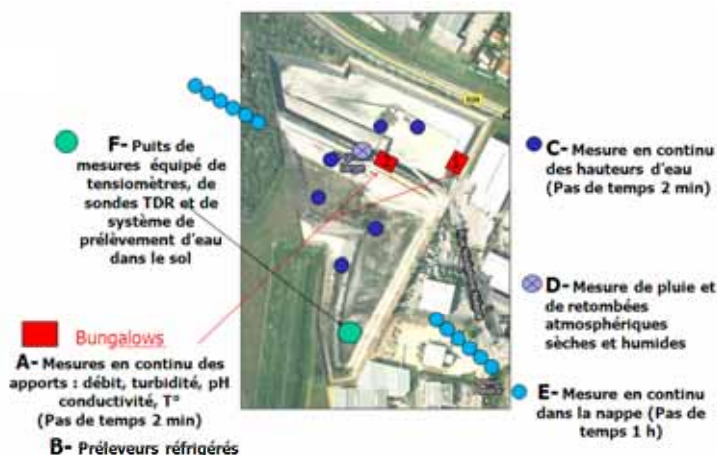 F- Puits de
mesures équipé de
tensiomètres, de
sondes TDR et de
système de
prélèvement d'eau
dans le sol
Bungalows
A- Mesures en continu des
apports : débit, turbidité, pH
conductivité, T°
(Pas de temps 2 min)
B- Préleveurs réfrigérés
C- Mesure en continu
des hauteurs d'eau
(Pas de temps 2 min)
D- Mesure de pluie et
de retombées
atmosphériques
sèches et humides
E- Mesure en continu
dans la nappe (Pas de
temps 1 h)